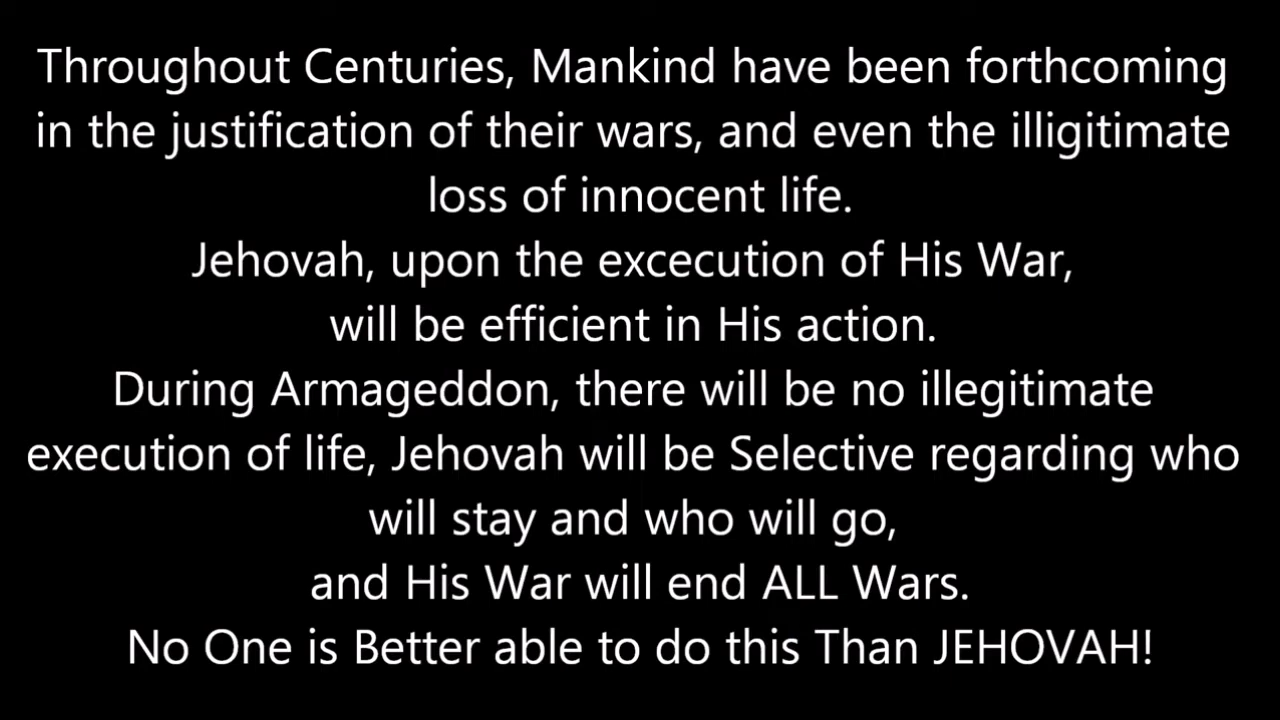 Throughout Centuries, Mankind have been forthcoming
in the justification of their wars, and even the illigitimate
loss of innocent life.
Jehovah, upon the excecution of His War,
will be efficient in His action.
During Armageddon, there will be no illegitimate
execution of life, Jehovah will be Selective regarding who
will stay and who will go,
and His War will end ALL Wars.
No One is Better able to do this Than JEHOVAH!